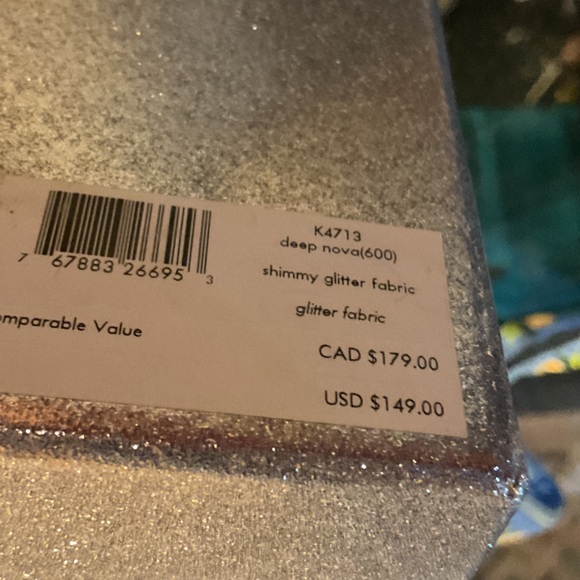 7 67883 26695 3
K4713
deep nova(600)
shimmy glitter fabric
glitter fabric
mparable Value
CAD $179.00
USD $149.00